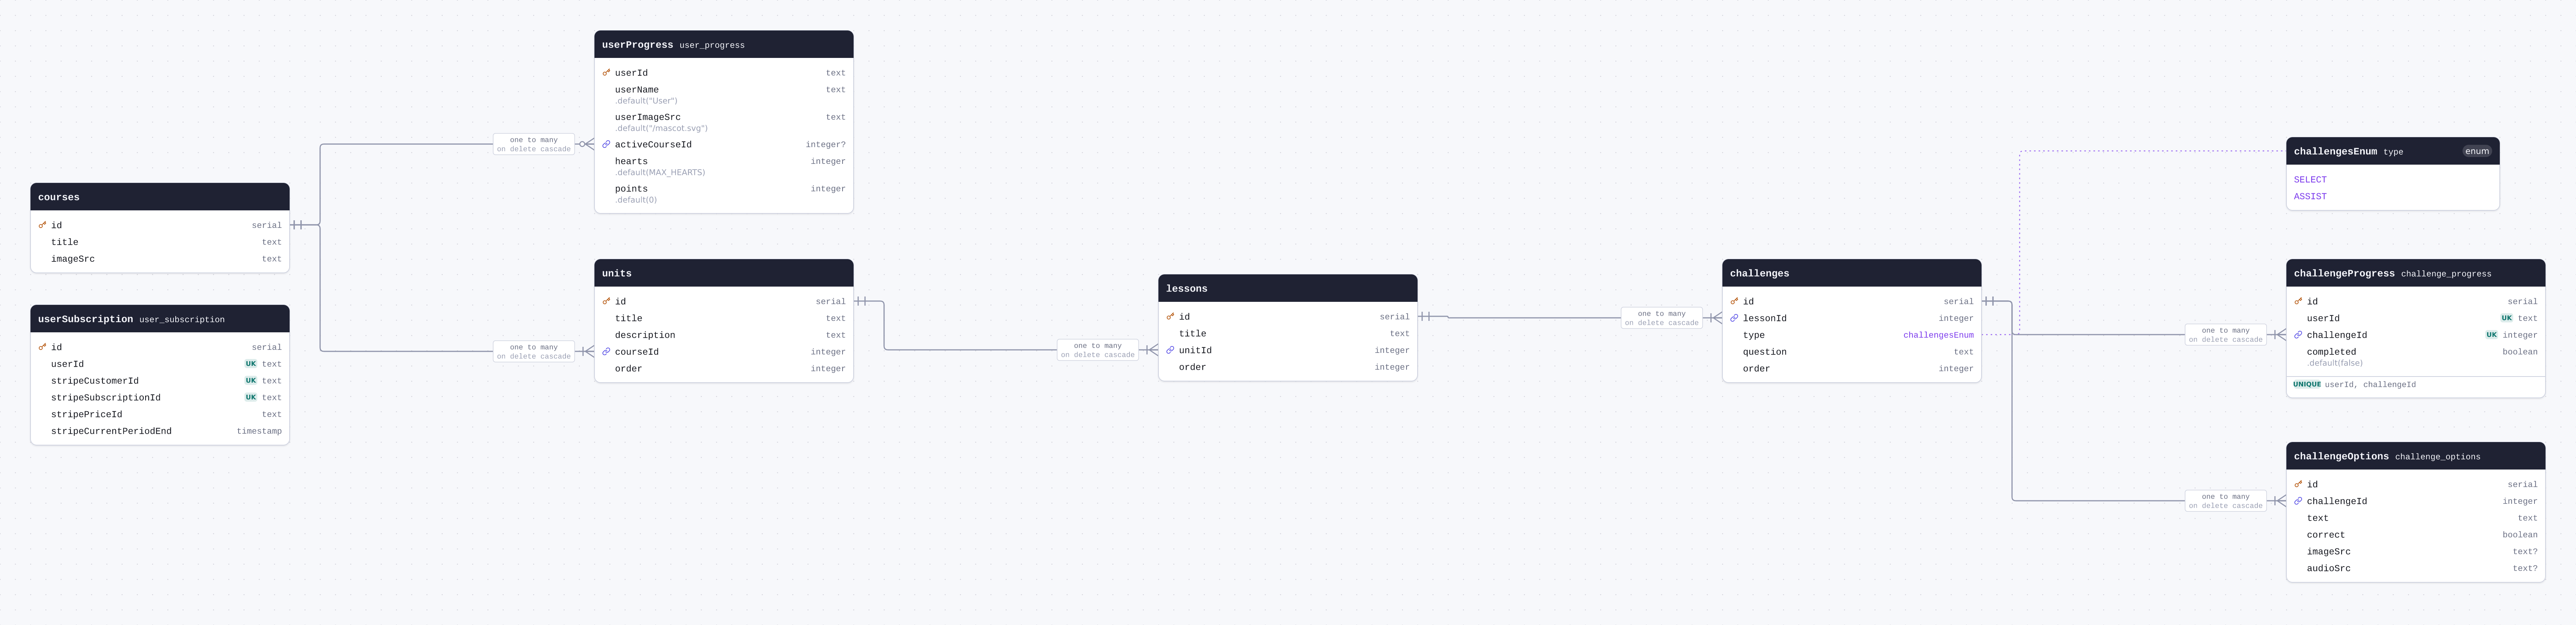 userProgress user_progress
userId text
userName text
.default("User")
userImageSrc text
.default("/mascot.svg")
activeCourseId integer?
hearts integer
.default(MAX_HEARTS)
points integer
.default(0)
one to many
on delete cascade
courses
id serial
title text
imageSrc text
userSubscription user_subscription
id serial
userId UK text
stripeCustomerId UK text
stripeSubscriptionId UK text
stripePriceId text
stripeCurrentPeriodEnd timestamp
one to many
on delete cascade
units
id serial
title text
description text
courseId integer
order integer
one to many
on delete cascade
lessons
id serial
title text
unitId integer
order integer
one to many
on delete cascade
challenges
id serial
lessonId integer
type challengesEnum
question text
order integer
challengesEnum type enum
SELECT
ASSIST
one to many
on delete cascade
challengeProgress challenge_progress
id serial
userId UK text
challengeId UK integer
completed boolean
.default(false)
UNIQUE userId, challengeId
one to many
on delete cascade
challengeOptions challenge_options
id serial
challengeId integer
text text
correct boolean
imageSrc text?
audioSrc text?